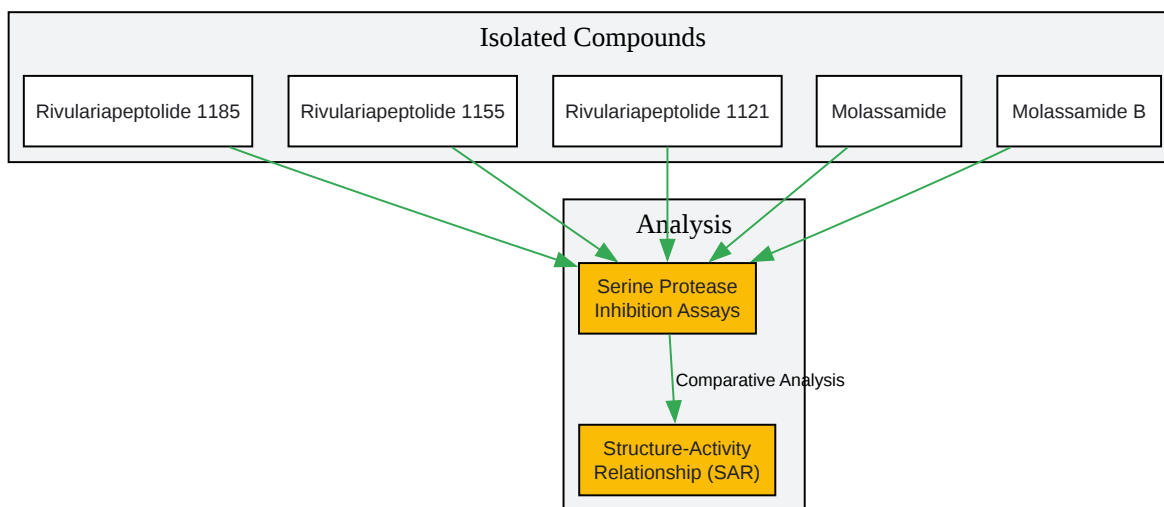 Isolated Compounds
Rivulariapeptolide 1185
Rivulariapeptolide 1155
Rivulariapeptolide 1121
Molassamide
Molassamide B
Analysis
Serine Protease
Inhibition Assays
Comparative Analysis
Structure-Activity
Relationship (SAR)